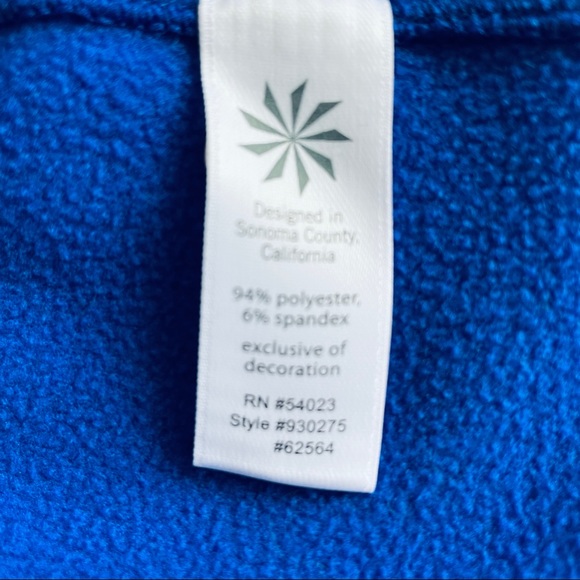 Designed in
Sonoma County,
California
94% polyester,
6% spandex
exclusive of
decoration
RN #54023
Style #930275
#62564